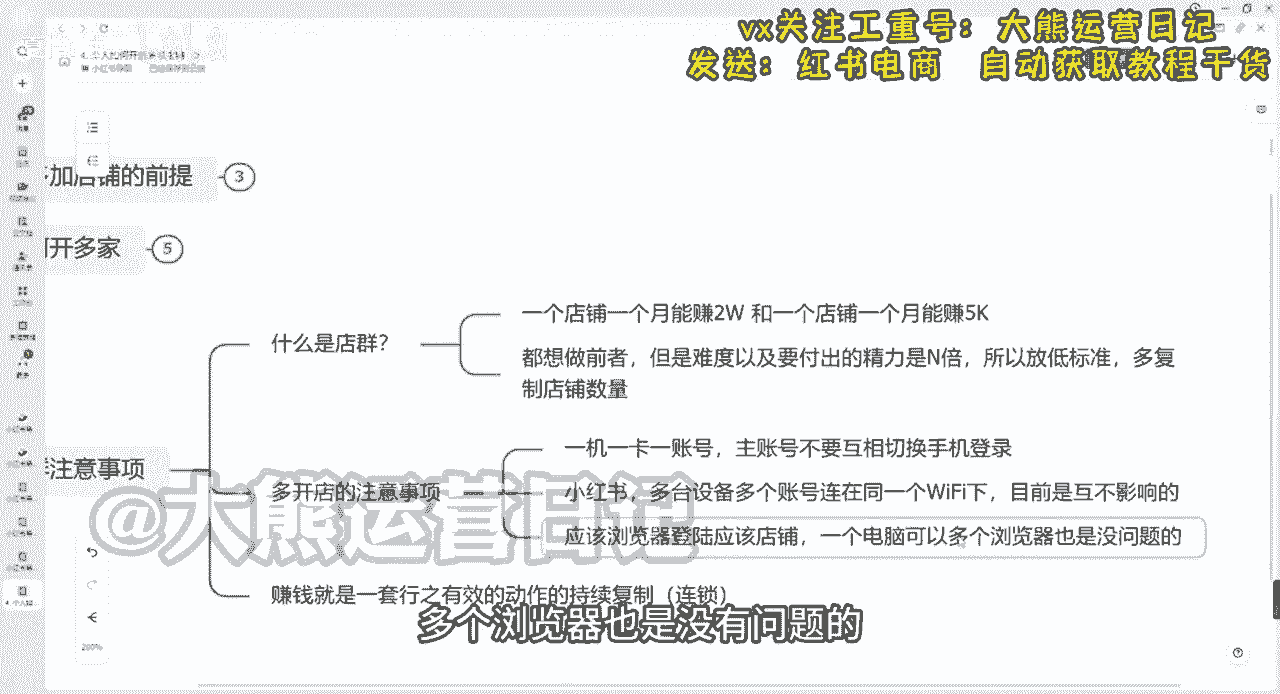 vx关注工重号：大熊运营日记
发送：红书电商 自动获取教程干货
加店铺的前提
3
开多家
5
什么是店群？
一个店铺一个月能赚2W 和一个店铺一个月能赚5K
都想做前者，但是难度以及要付出的精力是N倍，所以放低标准，多复
制店铺数量
注意事项
多开店的注意事项
一机一卡一账号，主账号不要互相切换手机登录
小红书，多台设备多个账号连在同一个WiFi下，目前是互不影响的
应该浏览器登陆应该店铺，一个电脑可以多个浏览器也是没问题的
赚钱就是一套行之有效的动作的持续复制（连锁）
@大熊运营日记
多个浏览器也是没有问题的
200%